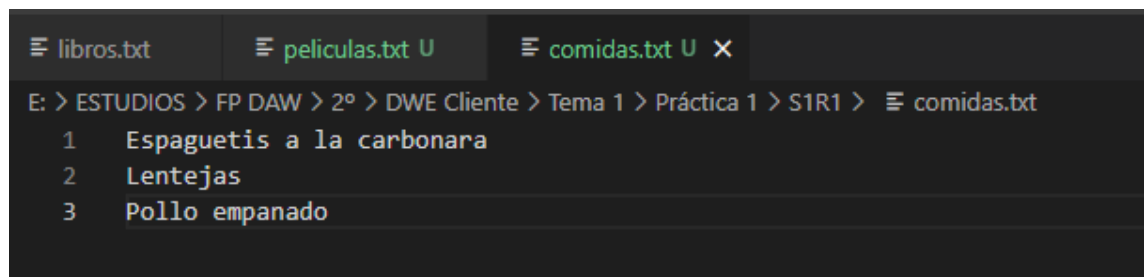 libros.txt peliculas.txt U comidas.txt U
E: > ESTUDIOS > FP DAW > 2º > DWE Cliente > Tema 1 > Práctica 1 > S1R1 > comidas.txt
1 Espaguetis a la carbonara
2 Lentejas
3 Pollo empanado